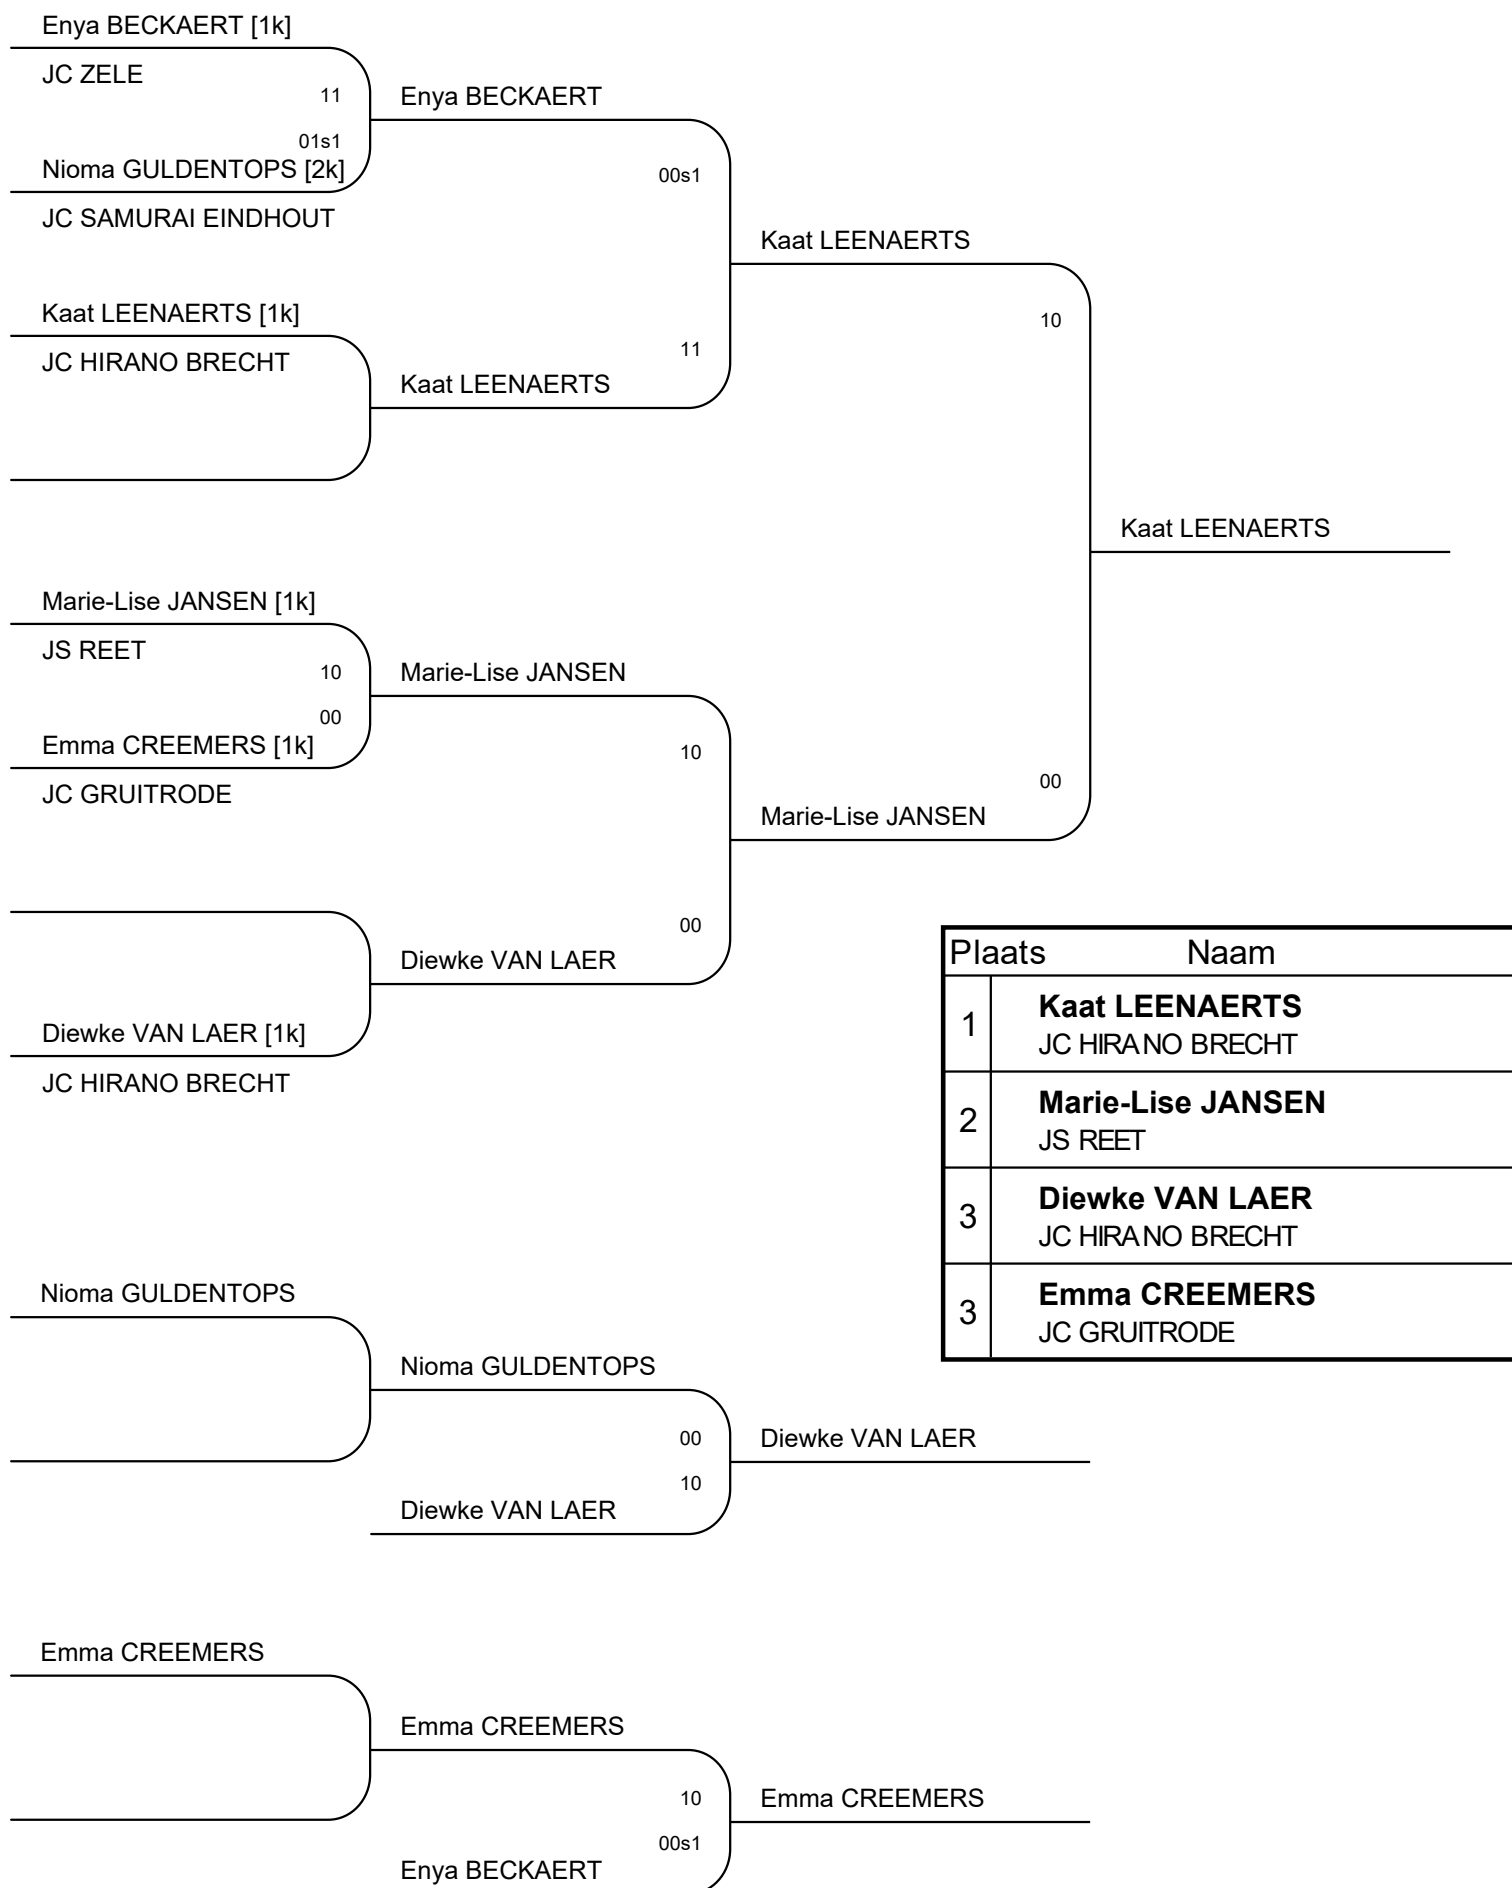 Enya BECKAERT [1k]
JC ZELE
11
Enya BECKAERT
01s1
Nioma GULDENTOPS [2k]
00s1
JC SAMURAI EINDHOUT
Kaat LEENAERTS
Kaat LEENAERTS [1k]
10
JC HIRANO BRECHT
11
Kaat LEENAERTS
Kaat LEENAERTS
Marie-Lise JANSEN [1k]
JS REET
10
Marie-Lise JANSEN
00
Emma CREEMERS [1k]
10
JC GRUITRODE
00
Marie-Lise JANSEN
00
Diewke VAN LAER
Diewke VAN LAER [1k]
JC HIRANO BRECHT
Plaats Naam
1 Kaat LEENAERTS
JC HIRANO BRECHT
2 Marie-Lise JANSEN
JS REET
3 Diewke VAN LAER
JC HIRANO BRECHT
3 Emma CREEMERS
JC GRUITRODE
Nioma GULDENTOPS
Nioma GULDENTOPS
00
Diewke VAN LAER
10
Diewke VAN LAER
Emma CREEMERS
Emma CREEMERS
10
Emma CREEMERS
00s1
Enya BECKAERT